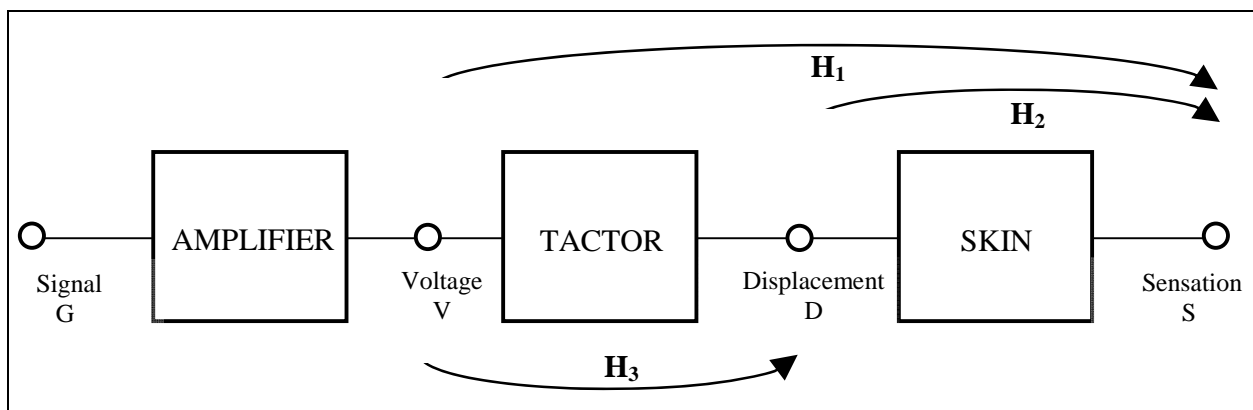 H1
H2
AMPLIFIER
TACTOR
SKIN
Signal
G
Voltage
V
Displacement
D
Sensation
S
H3